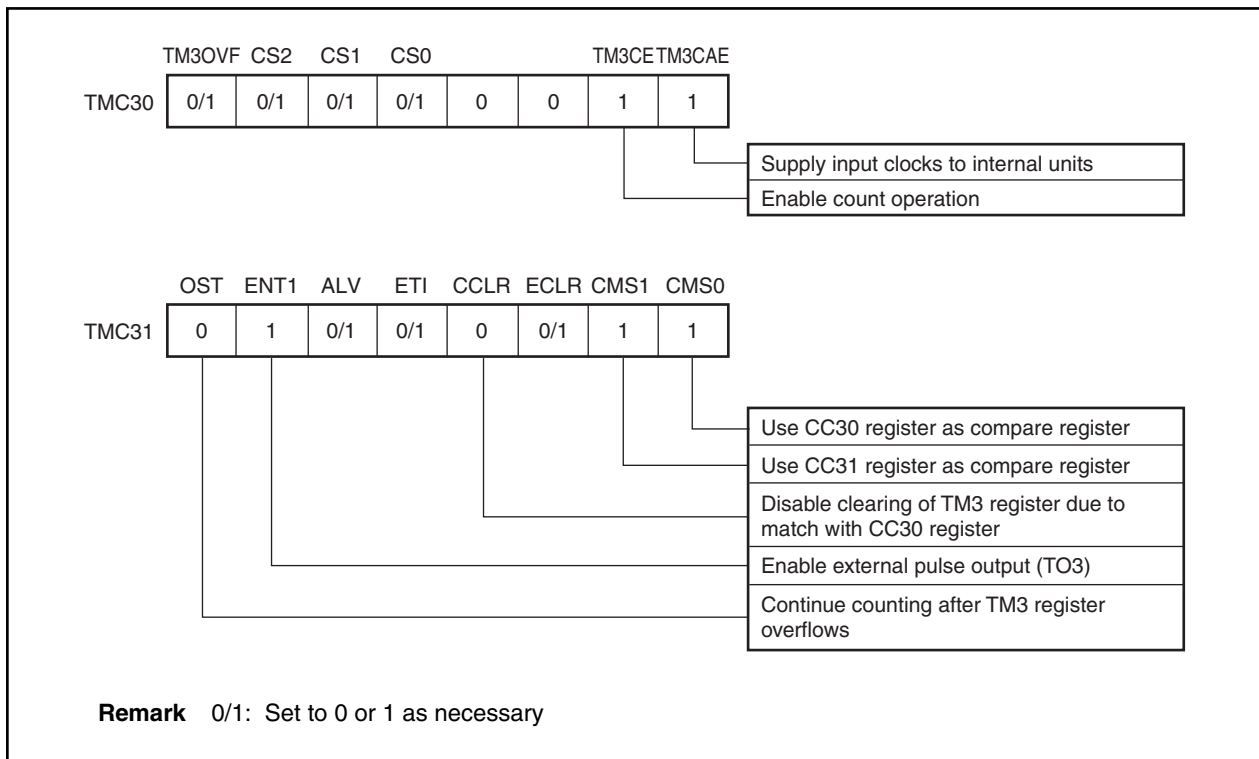 TM3OVF CS2 CS1 CS0 TM3CE TM3CAE
TMC30 0/1 0/1 0/1 0/1 0 0 1 1
Supply input clocks to internal units
Enable count operation
OST ENT1 ALV ETI CCLR ECLR CMS1 CMS0
TMC31 0 1 0/1 0/1 0 0/1 1 1
Use CC30 register as compare register
Use CC31 register as compare register
Disable clearing of TM3 register due to
match with CC30 register
Enable external pulse output (TO3)
Continue counting after TM3 register
overflows
Remark 0/1: Set to 0 or 1 as necessary